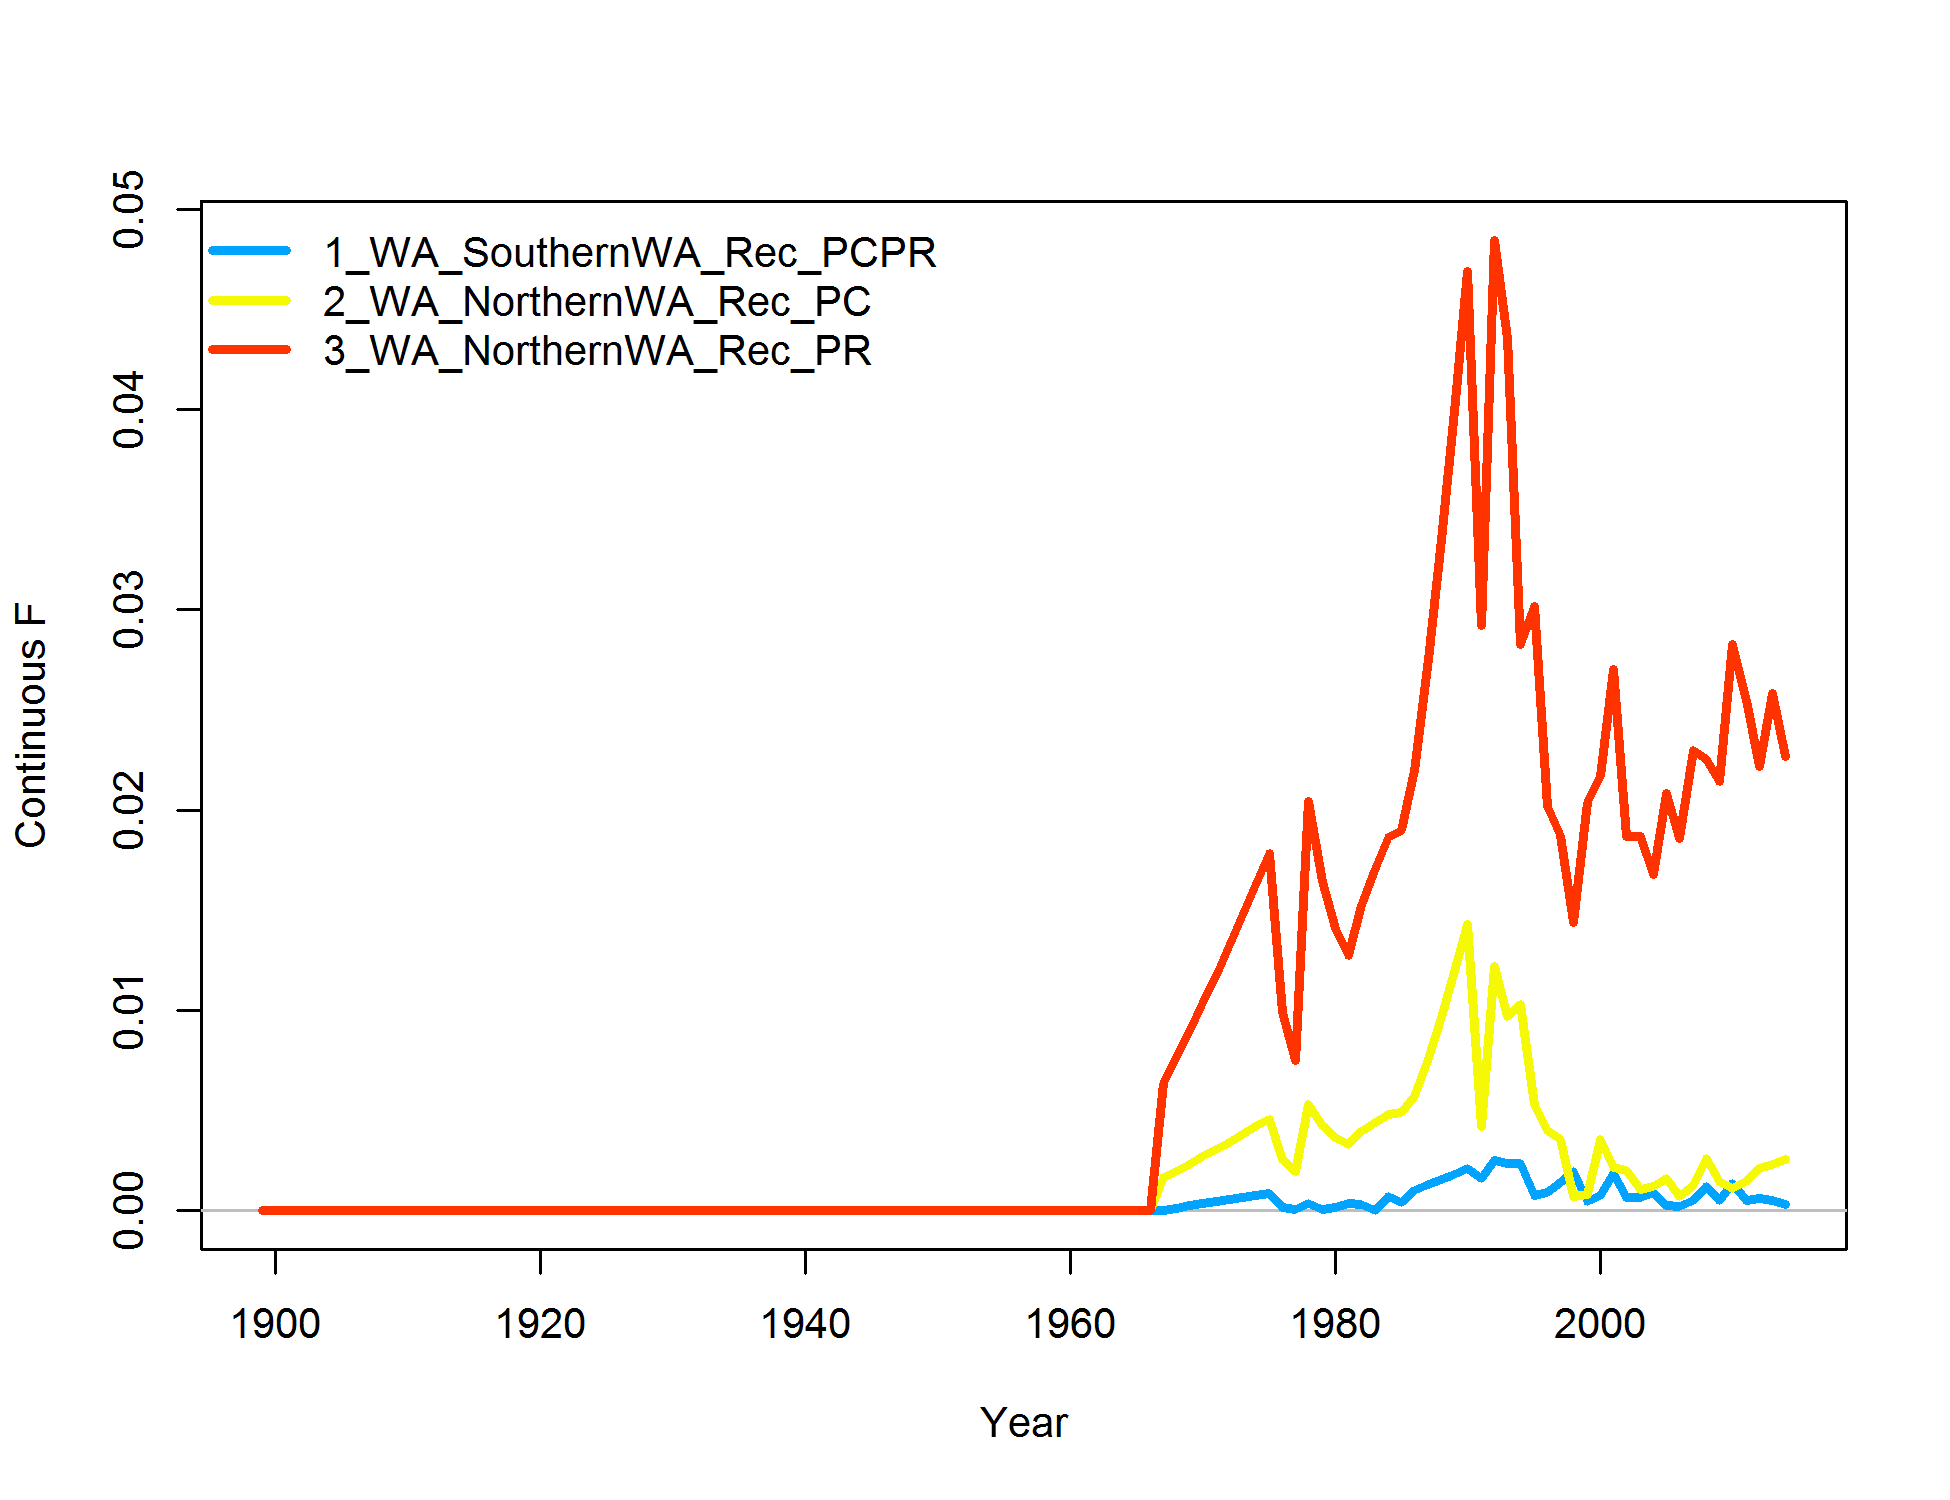 0.05
0.04
0.03
0.02
0.01
0.00
Continuous F
1_WA_SouthernWA_Rec_PCPR
2_WA_NorthernWA_Rec_PC
3_WA_NorthernWA_Rec_PR
1900 1920 1940 1960 1980 2000
Year